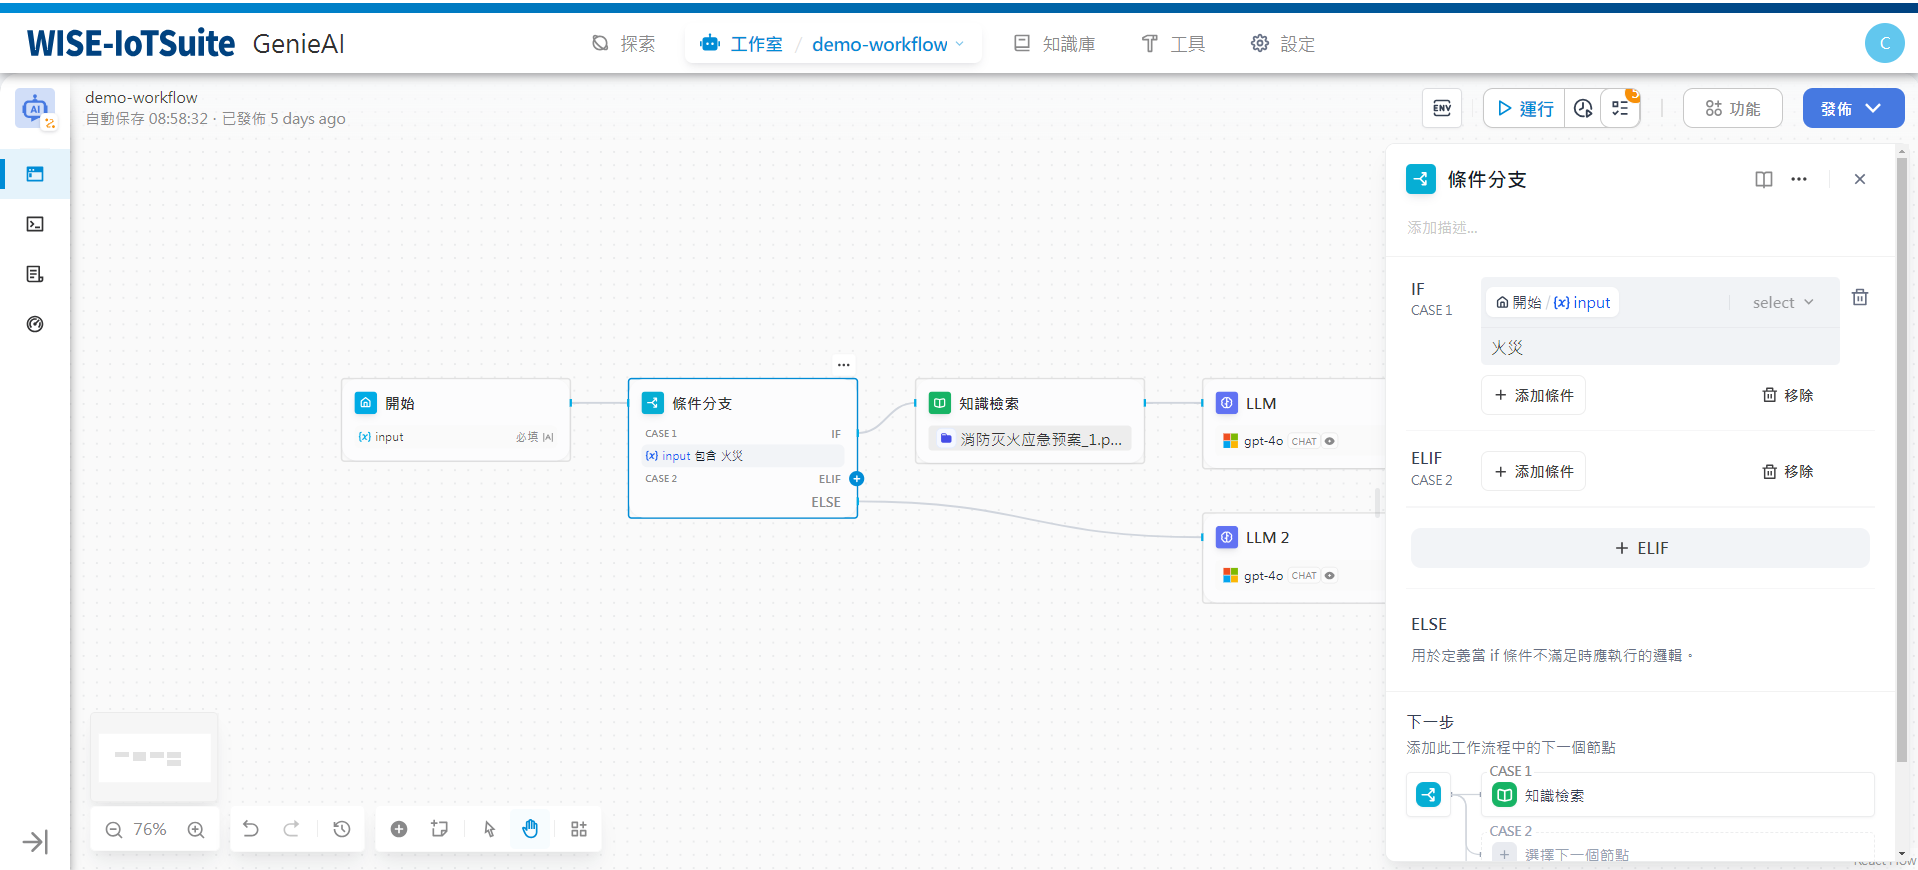 WISE-IoTSuite GenieAI
探索
工作室 / demo-workflow
知識庫
工具
設定
C
demo-workflow
自動保存 08:58:32 · 已發佈 5 days ago
ENV
運行
5
功能
發佈
開始
{x} input
必填
條件分支
CASE 1
IF
{x} input 包含 火災
CASE 2
ELIF
ELSE
知識檢索
消防灭火应急预案_1.p...
LLM
gpt-4o CHAT
LLM 2
gpt-4o CHAT
76%
條件分支
添加描述...
IF
CASE 1
開始 / {x} input
select
火災
+ 添加條件
移除
ELIF
CASE 2
+ 添加條件
移除
+ ELIF
ELSE
用於定義當 if 條件不滿足時應執行的邏輯。
下一步
添加此工作流程中的下一個節點
CASE 1
知識檢索
CASE 2
+ 選擇下一個節點
React Flow